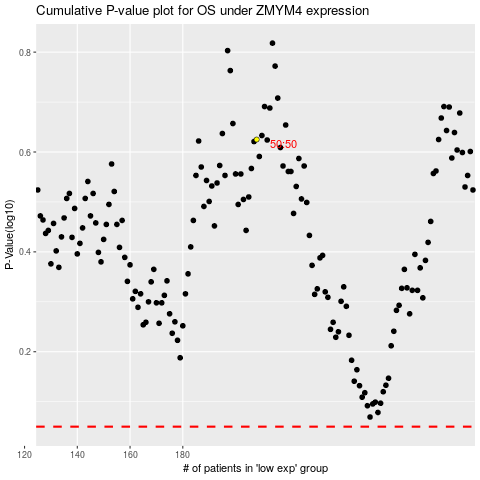 Cumulative P-value plot for OS under ZMYM4 expression
P-Value(log10)
0.8
0.6
0.4
0.2
50:50
120 140 160 180
# of patients in 'low exp' group